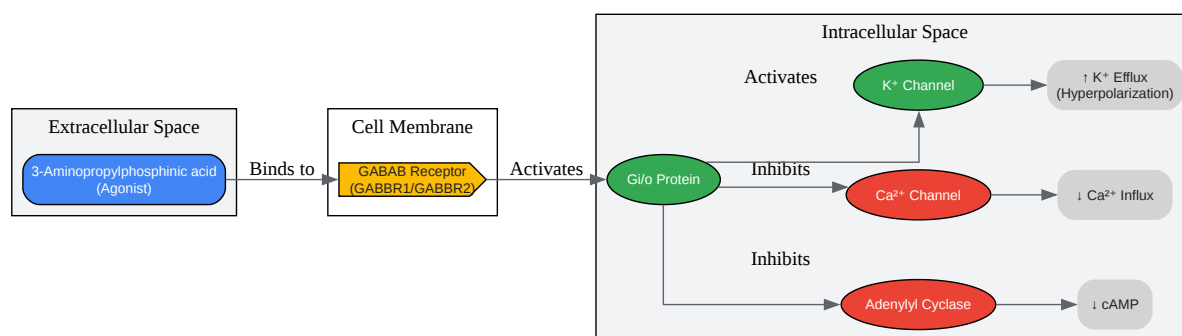 Intracellular Space
Activates
K⁺ Channel
↑ K⁺ Efflux
(Hyperpolarization)
Extracellular Space
3-Aminopropylphosphinic acid
(Agonist)
Binds to
Cell Membrane
GABAB Receptor
(GABBR1/GABBR2)
Activates
Gi/o Protein
Inhibits
Ca²⁺ Channel
↓ Ca²⁺ Influx
Inhibits
Adenylyl Cyclase
↓ cAMP